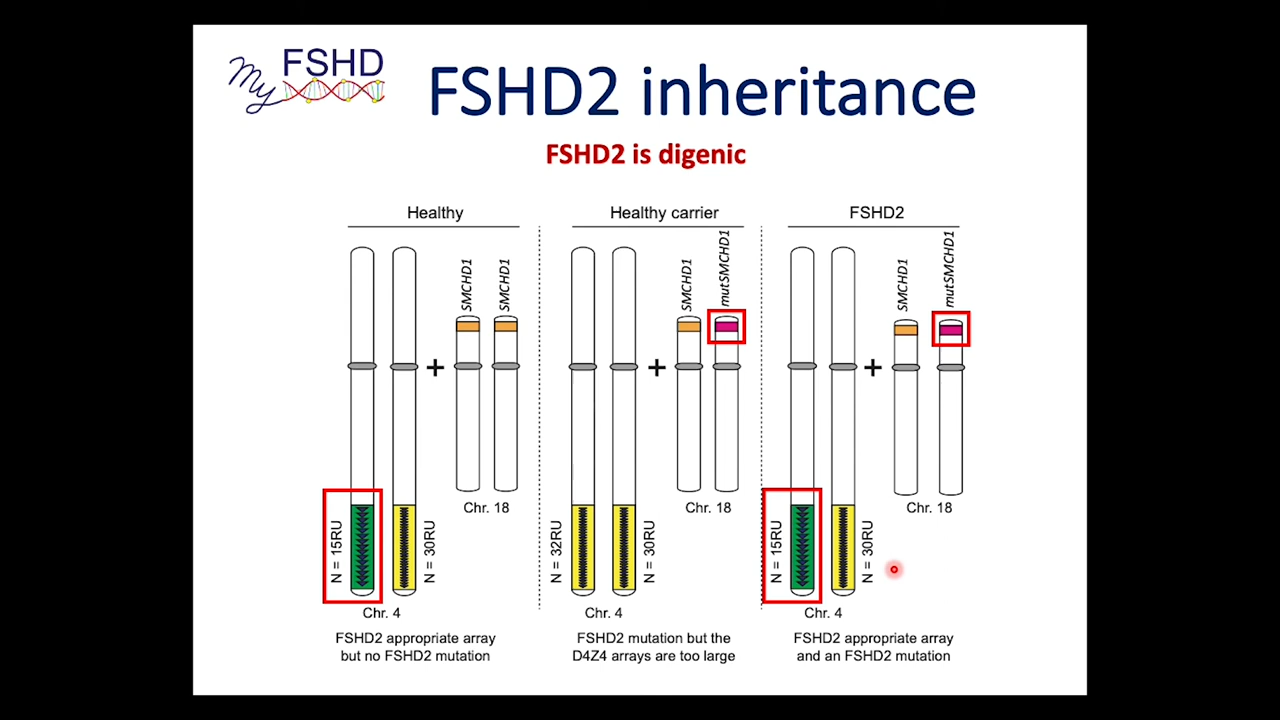 My FSHD
FSHD2 inheritance
FSHD2 is digenic
Healthy
SMCHD1
SMCHD1
+
N = 15RU
N = 30RU
Chr. 18
Chr. 4
FSHD2 appropriate array
but no FSHD2 mutation
Healthy carrier
SMCHD1
mutSMCHD1
+
N = 32RU
N = 30RU
Chr. 18
Chr. 4
FSHD2 mutation but the
D4Z4 arrays are too large
FSHD2
SMCHD1
mutSMCHD1
+
N = 15RU
N = 30RU
Chr. 18
Chr. 4
FSHD2 appropriate array
and an FSHD2 mutation